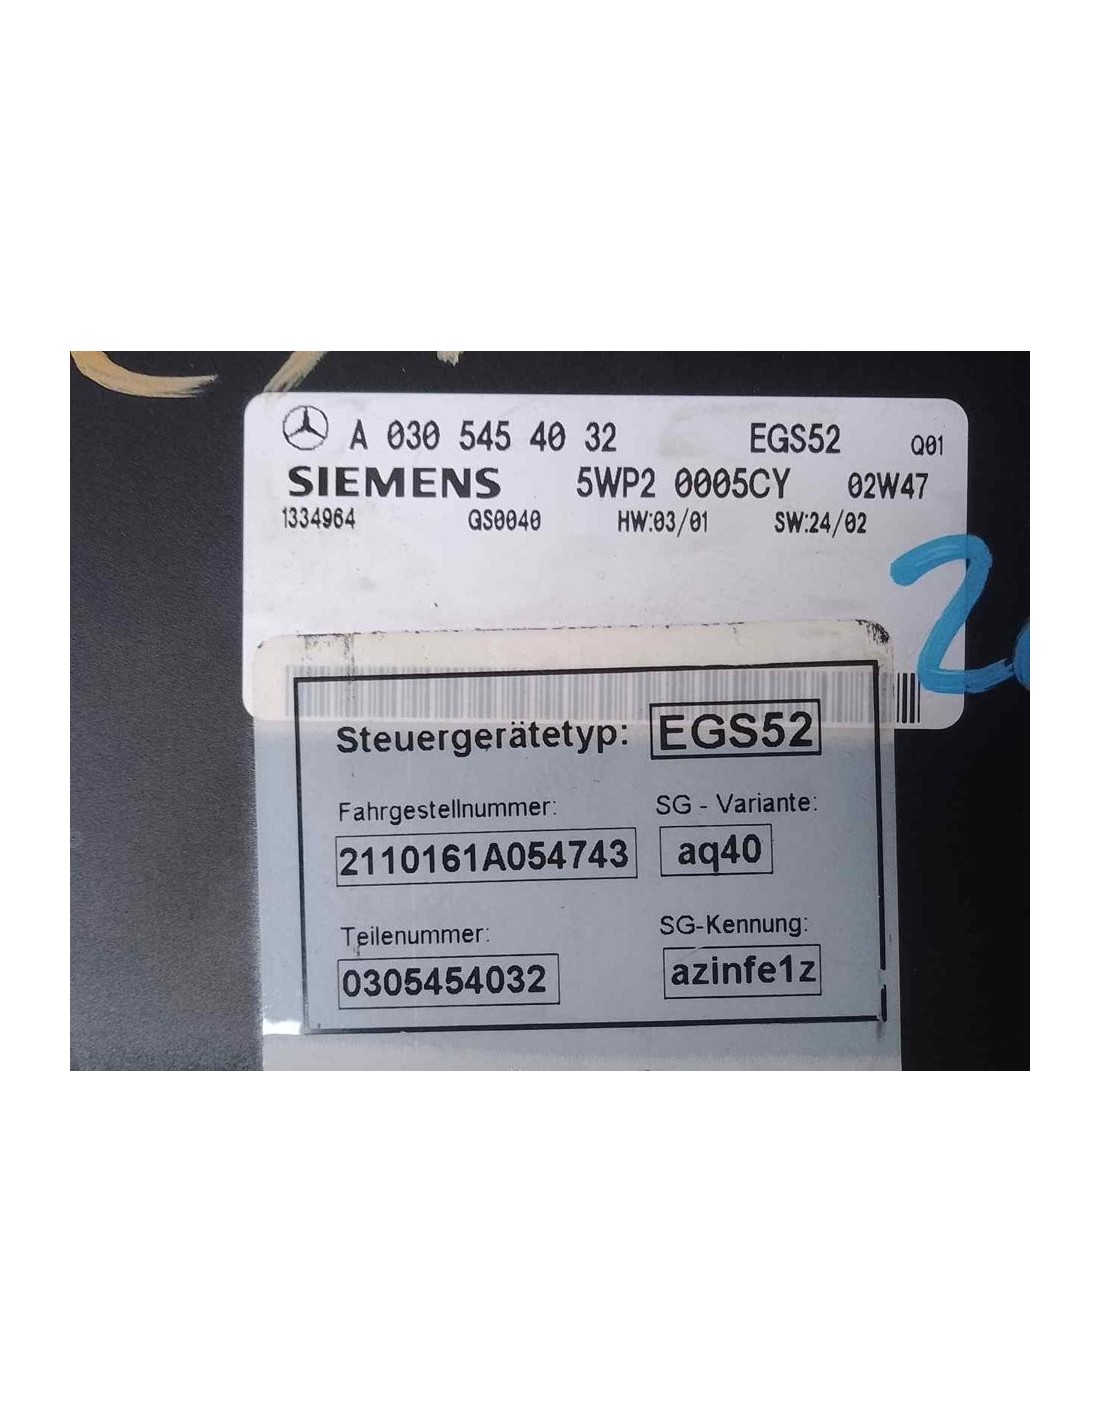 A 030 545 40 32 EGS52 Q01
SIEMENS 5WP2 0005CY 02W47
1334964 QS0040 HW:03/01 SW:24/02
Steuergerätetyp: EGS52
Fahrgestellnummer: SG - Variante:
2110161A054743 aq40
Teilenummer: SG-Kennung:
0305454032 azinfe1z